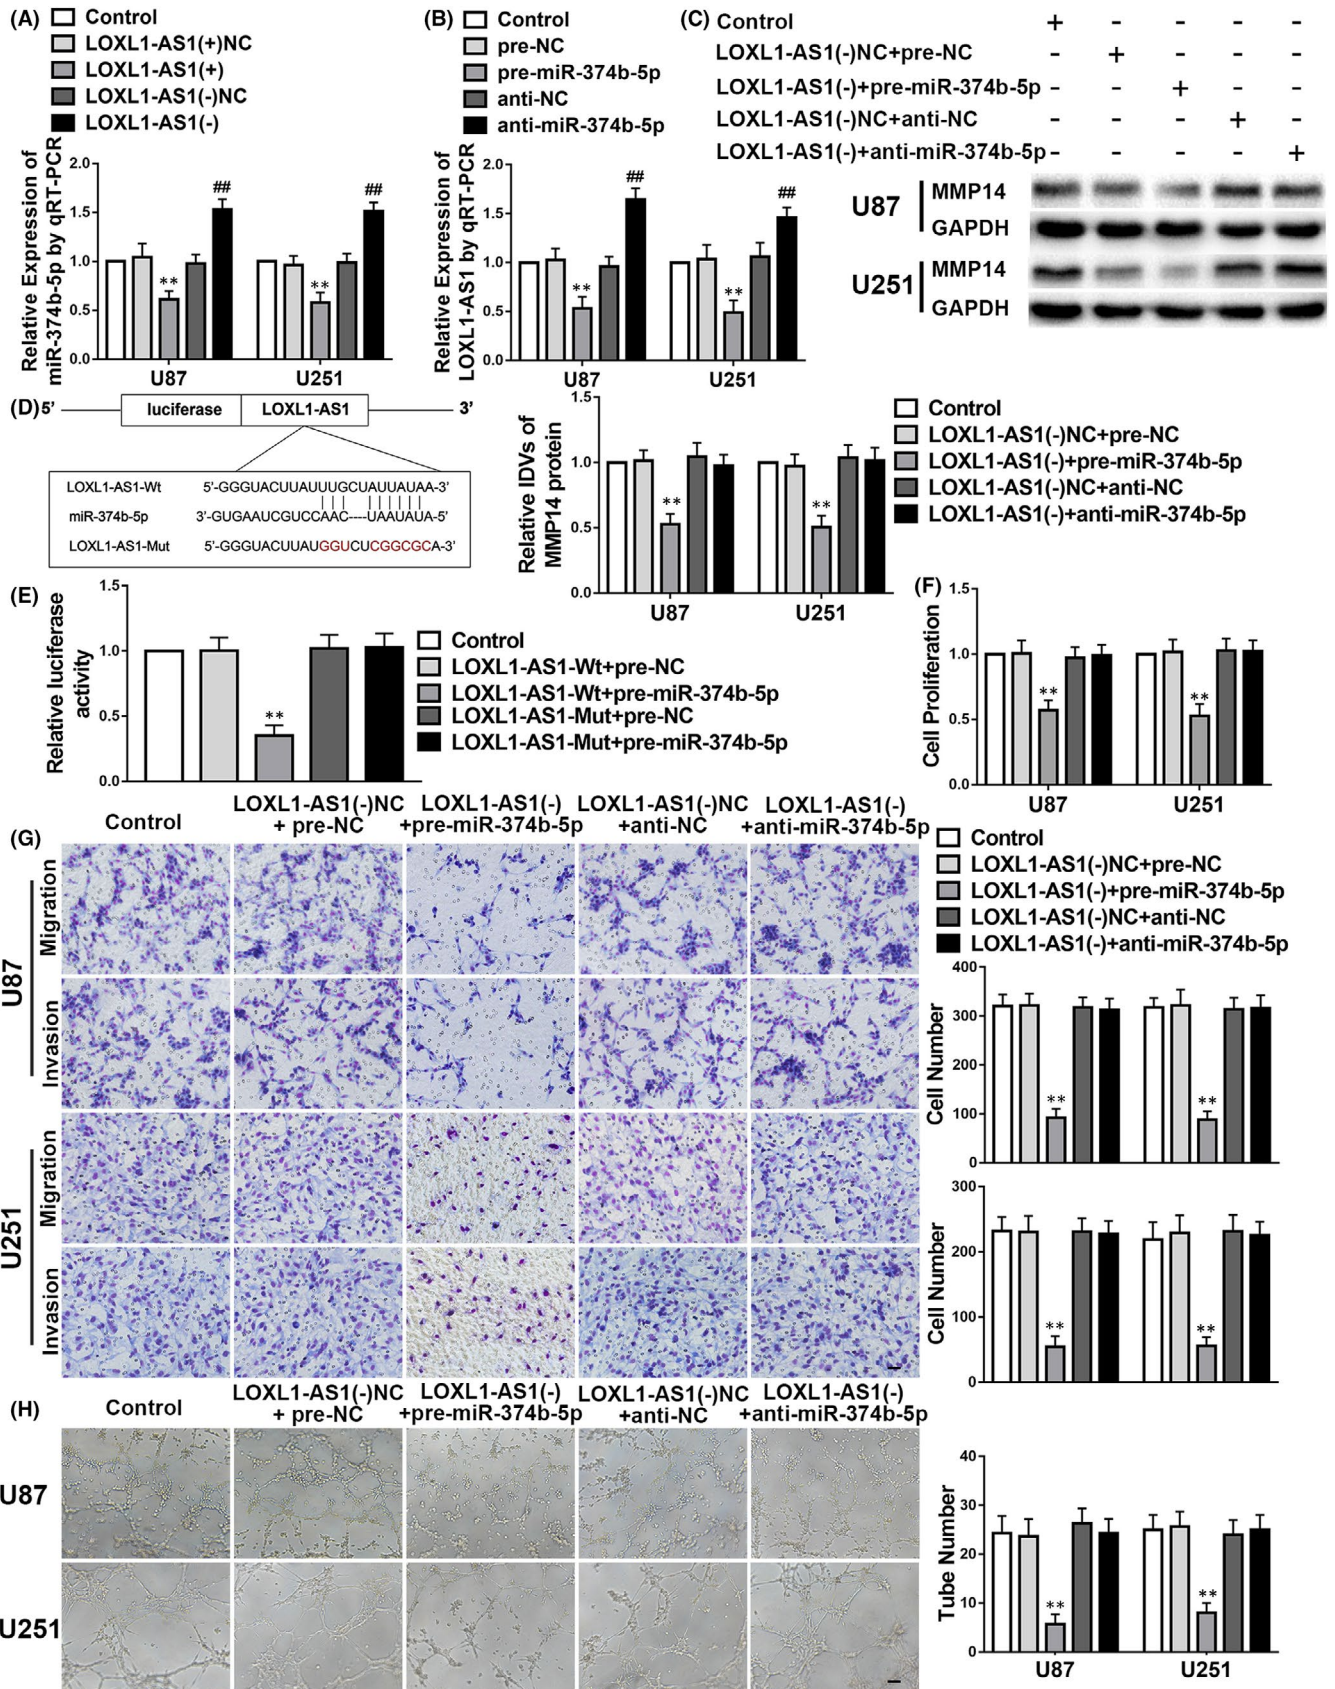 (A)
Control
LOXL1-AS1(+)NC
LOXL1-AS1(+)
LOXL1-AS1(-)NC
LOXL1-AS1(-)
Relative Expression of
miR-374b-5p by qRT-PCR
2.0
1.5
1.0
0.5
0.0
##
##
**
**
U87
U251
(B)
Control
pre-NC
pre-miR-374b-5p
anti-NC
anti-miR-374b-5p
Relative Expression of
LOXL1-AS1 by qRT-PCR
2.0
1.5
1.0
0.5
0.0
##
##
**
**
U87
U251
(C)
Control + - - - -
LOXL1-AS1(-)NC+pre-NC - + - - -
LOXL1-AS1(-)+pre-miR-374b-5p - - + - -
LOXL1-AS1(-)NC+anti-NC - - - + -
LOXL1-AS1(-)+anti-miR-374b-5p - - - - +
U87
MMP14
GAPDH
U251
MMP14
GAPDH
Relative IDVs of
MMP14 protein
1.5
1.0
0.5
0.0
**
**
U87
U251
Control
LOXL1-AS1(-)NC+pre-NC
LOXL1-AS1(-)+pre-miR-374b-5p
LOXL1-AS1(-)NC+anti-NC
LOXL1-AS1(-)+anti-miR-374b-5p
(D) 5’ luciferase LOXL1-AS1 3’
LOXL1-AS1-Wt 5’-GGGUACUUAUUUGCUAUUAUAA-3’
miR-374b-5p 3’-GUGAAUCGUCCAAC----UAAUAUA-5’
LOXL1-AS1-Mut 5’-GGGUACUUAUGGUCUCGGCGCA-3’
(E)
Relative luciferase
activity
1.5
1.0
0.5
0.0
**
Control
LOXL1-AS1-Wt+pre-NC
LOXL1-AS1-Wt+pre-miR-374b-5p
LOXL1-AS1-Mut+pre-NC
LOXL1-AS1-Mut+pre-miR-374b-5p
(F)
Cell Proliferation
1.5
1.0
0.5
0.0
**
**
U87
U251
Control
LOXL1-AS1(-)NC+pre-NC
LOXL1-AS1(-)+pre-miR-374b-5p
LOXL1-AS1(-)NC+anti-NC
LOXL1-AS1(-)+anti-miR-374b-5p
(G)
Control
LOXL1-AS1(-)NC
+ pre-NC
LOXL1-AS1(-)
+pre-miR-374b-5p
LOXL1-AS1(-)NC
+anti-NC
LOXL1-AS1(-)
+anti-miR-374b-5p
U87
Migration
Invasion
U251
Migration
Invasion
Cell Number
400
300
200
100
0
**
**
Cell Number
300
200
100
0
**
**
(H)
Control
LOXL1-AS1(-)NC
+ pre-NC
LOXL1-AS1(-)
+pre-miR-374b-5p
LOXL1-AS1(-)NC
+anti-NC
LOXL1-AS1(-)
+anti-miR-374b-5p
U87
U251
Tube Number
40
30
20
10
0
**
**
U87
U251